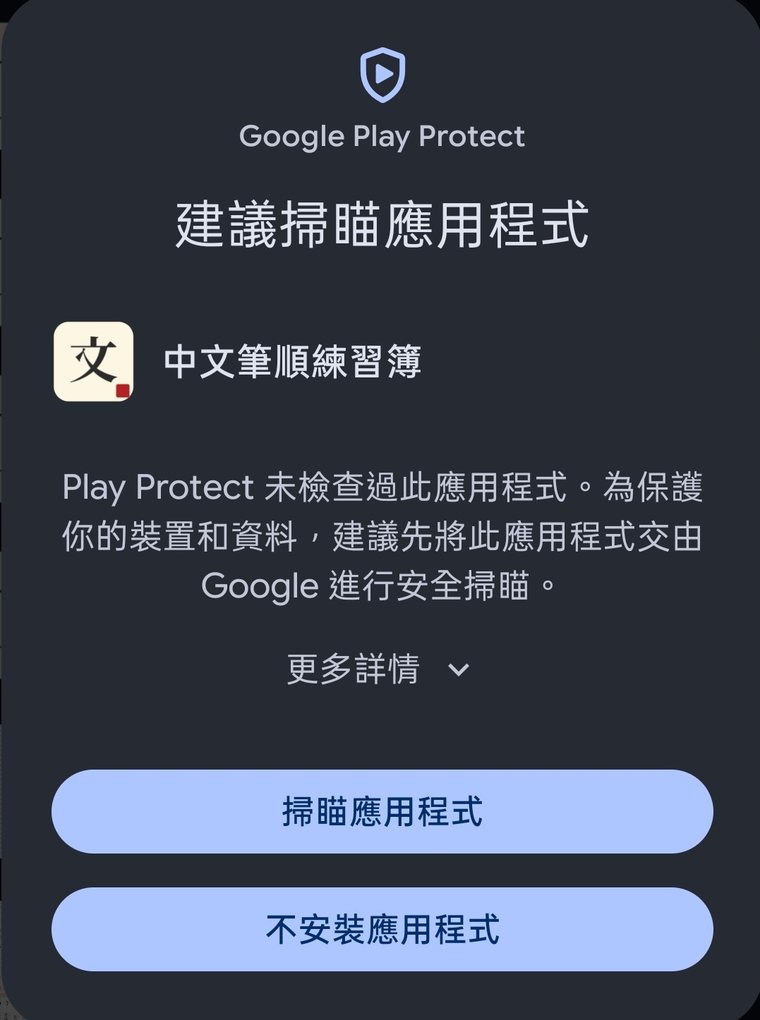 Google Play Protect
建議掃瞄應用程式
文
中文筆順練習簿
Play Protect 未檢查過此應用程式。為保護
你的裝置和資料，建議先將此應用程式交由
Google 進行安全掃瞄。
更多詳情
掃瞄應用程式
不安裝應用程式